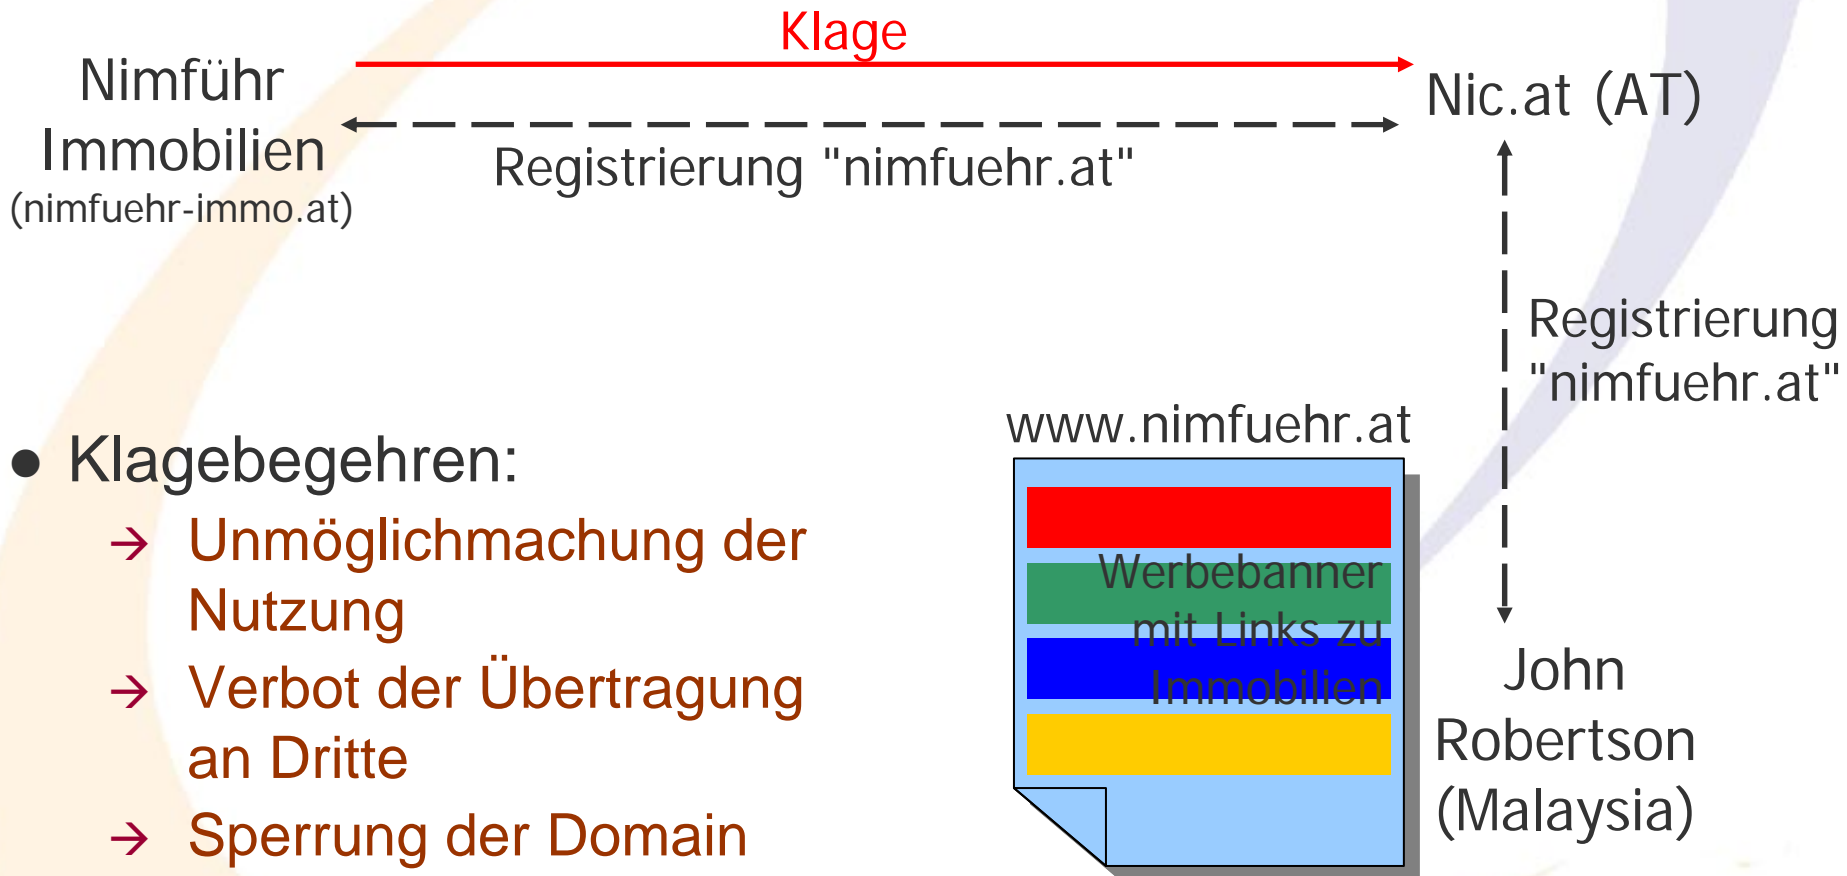 Klage
Nimführ
Immobilien
(nimfuehr-immo.at)
Nic.at (AT)
Registrierung "nimfuehr.at"
Registrierung
"nimfuehr.at"
● Klagebegehren:
→ Unmöglichmachung der
Nutzung
→ Verbot der Übertragung
an Dritte
→ Sperrung der Domain
www.nimfuehr.at
Werbebanner
mit Links zu
Immobilien
John
Robertson
(Malaysia)